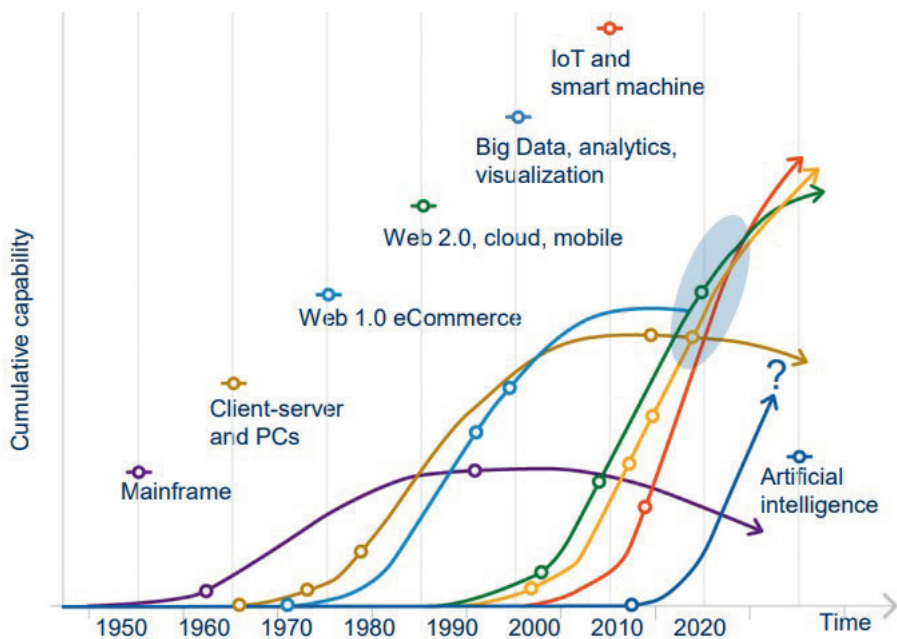 IoT and
smart machine
Big Data, analytics,
visualization
Web 2.0, cloud, mobile
Web 1.0 eCommerce
Client-server
and PCs
Mainframe
?
Artificial
intelligence
Cumulative capability
1950 1960 1970 1980 1990 2000 2010 2020 Time